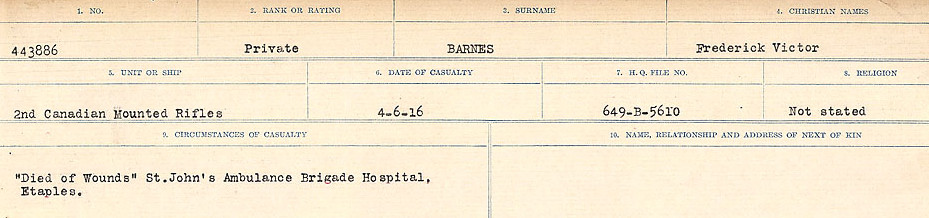 1. NO.
2. RANK OR RATING
3. SURNAME
4. CHRISTIAN NAMES
443886
Private
BARNES
Frederick Victor
5. UNIT OR SHIP
6. DATE OF CASUALTY
7. H. Q. FILE NO.
8. RELIGION
2nd Canadian Mounted Rifles
4-6-16
649-B-5610
Not stated
9. CIRCUMSTANCES OF CASUALTY
10. NAME, RELATIONSHIP AND ADDRESS OF NEXT OF KIN
"Died of Wounds" St.John's Ambulance Brigade Hospital,
Etaples.